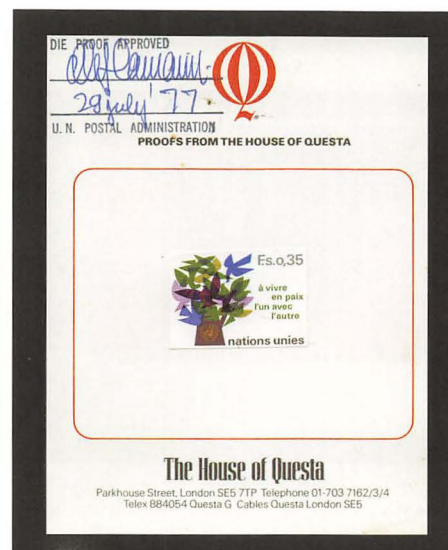 DIE PROOF APPROVED
29 July '77
U.N. POSTAL ADMINISTRATION
PROOFS FROM THE HOUSE OF QUESTA
F.s.0,35
à vivre
en paix
l'un avec
l'autre
nations unies
The House of Questa
Parkhouse Street, London SE5 7TP Telephone 01-703 7162/3/4
Telex 884054 Questa G Cables Questa London SE5